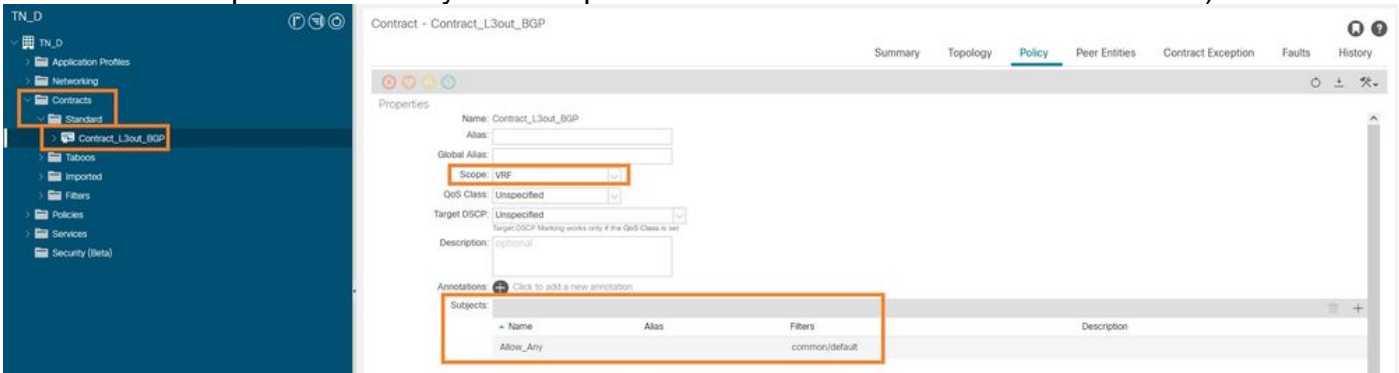 TN_D
TN_D
Application Profiles
Networking
Contracts
Standard
Contract_L3out_BGP
Taboos
Imported
Filters
Policies
Services
Security (Beta)
Contract - Contract_L3out_BGP
Summary Topology Policy Peer Entities Contract Exception Faults History
Properties
Name: Contract_L3out_BGP
Alias:
Global Alias:
Scope: VRF
QoS Class: Unspecified
Target DSCP: Unspecified
Target DSCP Marking works only if the QoS Class is set
Description: optional
Annotations: Click to add a new annotation
Subjects:
Name Alias Filters Description
Allow_Any common/default